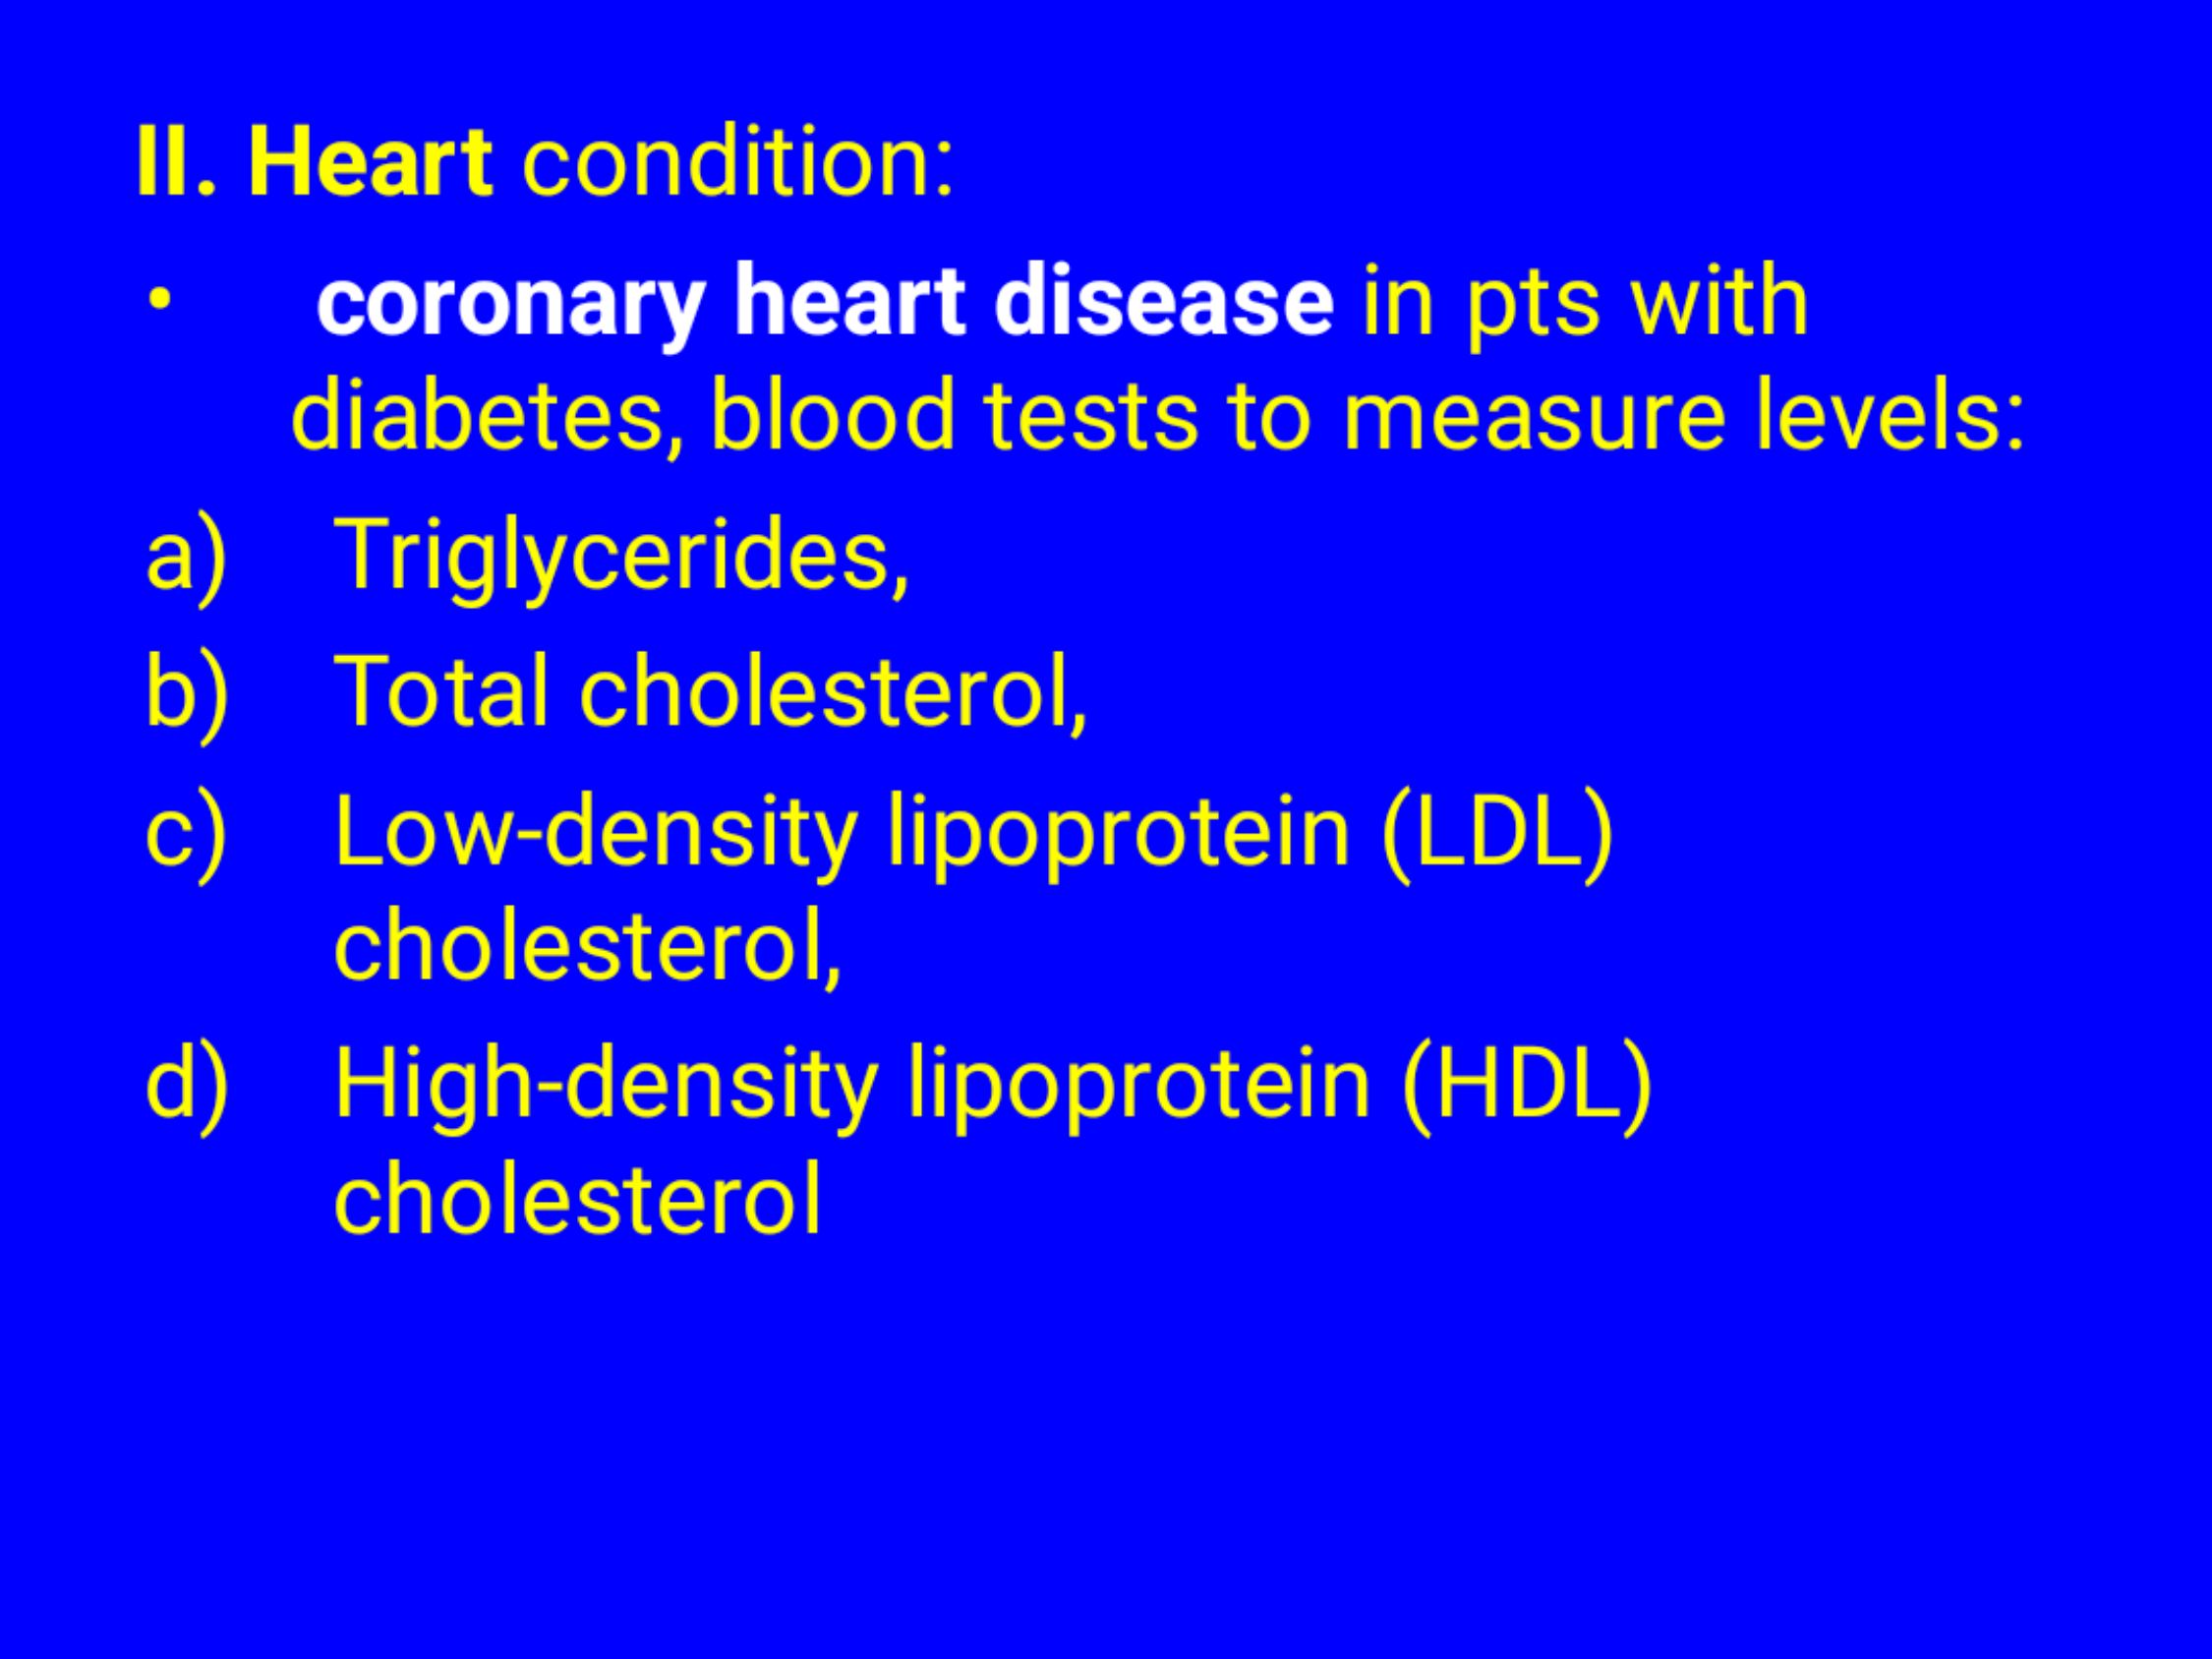 II. Heart condition:
• coronary heart disease in pts with
diabetes, blood tests to measure levels:
a) Triglycerides,
b) Total cholesterol,
c) Low-density lipoprotein (LDL)
cholesterol,
d) High-density lipoprotein (HDL)
cholesterol